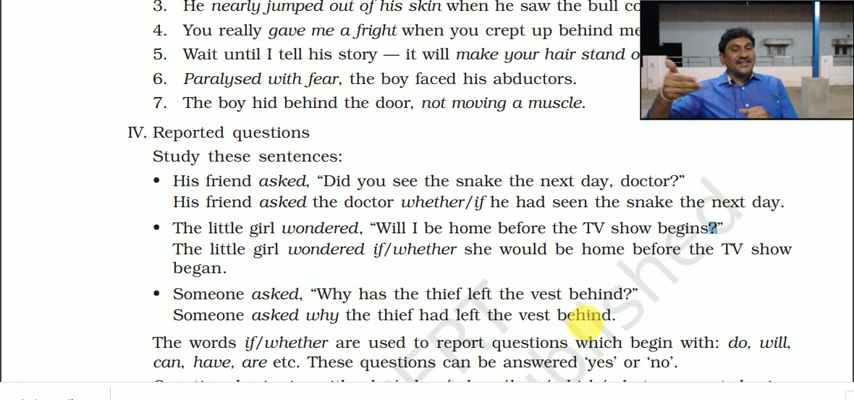 3. He nearly jumped out of his skin when he saw the bull
4. You really gave me a fright when you crept up behind me
5. Wait until I tell his story — it will make your hair stand
6. Paralysed with fear, the boy faced his abductors.
7. The boy hid behind the door, not moving a muscle.
IV. Reported questions
Study these sentences:
• His friend asked, “Did you see the snake the next day, doctor?”
His friend asked the doctor whether/if he had seen the snake the next day.
• The little girl wondered, “Will I be home before the TV show begins?”
The little girl wondered if/whether she would be home before the TV show
began.
• Someone asked, “Why has the thief left the vest behind?”
Someone asked why the thief had left the vest behind.
The words if/whether are used to report questions which begin with: do, will,
can, have, are etc. These questions can be answered ‘yes’ or ‘no’.